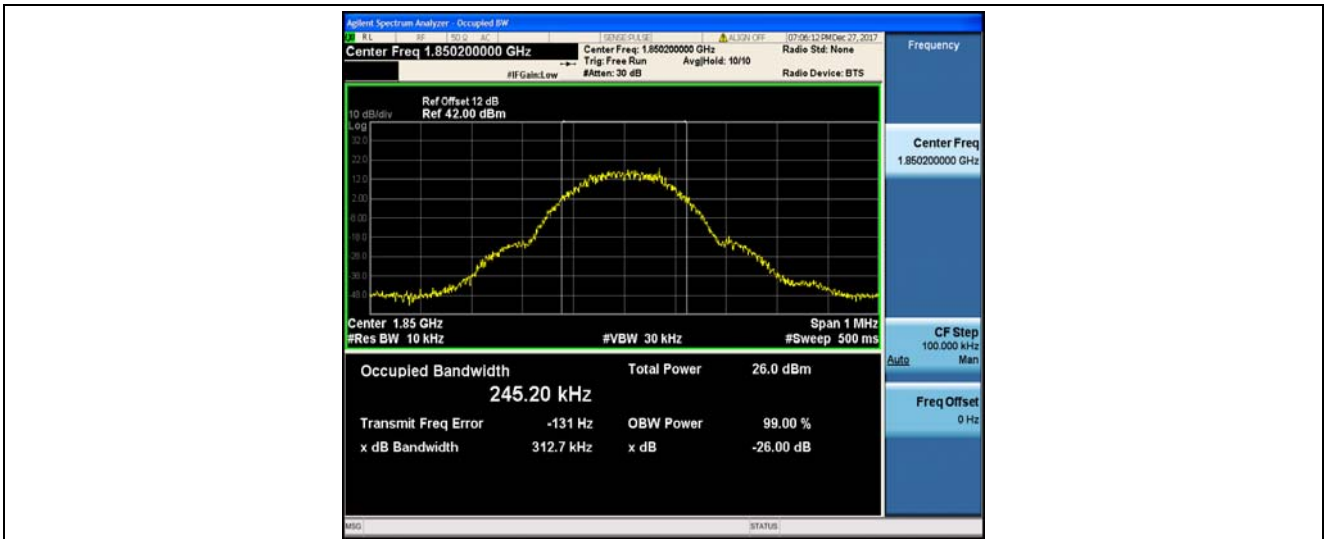 Agilent Spectrum Analyzer - Occupied BW
RL RF 50 Ω AC SENSE:PULSE ALIGN OFF 07:06:12 PM Dec 27, 2017
Center Freq 1.850200000 GHz
Center Freq: 1.850200000 GHz
Radio Std: None
Trig: Free Run Avg|Hold: 10/10
#IFGain:Low #Atten: 30 dB Radio Device: BTS
Ref Offset 12 dB
10 dB/div Ref 42.00 dBm
Log
32.0
22.0
12.0
2.00
-8.00
-18.0
-28.0
-38.0
-48.0
Center 1.85 GHz Span 1 MHz
#Res BW 10 kHz #VBW 30 kHz #Sweep 500 ms
Occupied Bandwidth Total Power 26.0 dBm
245.20 kHz
Transmit Freq Error -131 Hz OBW Power 99.00 %
x dB Bandwidth 312.7 kHz x dB -26.00 dB
MSG STATUS
Frequency
Center Freq
1.850200000 GHz
CF Step
100.000 kHz
Auto Man
Freq Offset
0 Hz